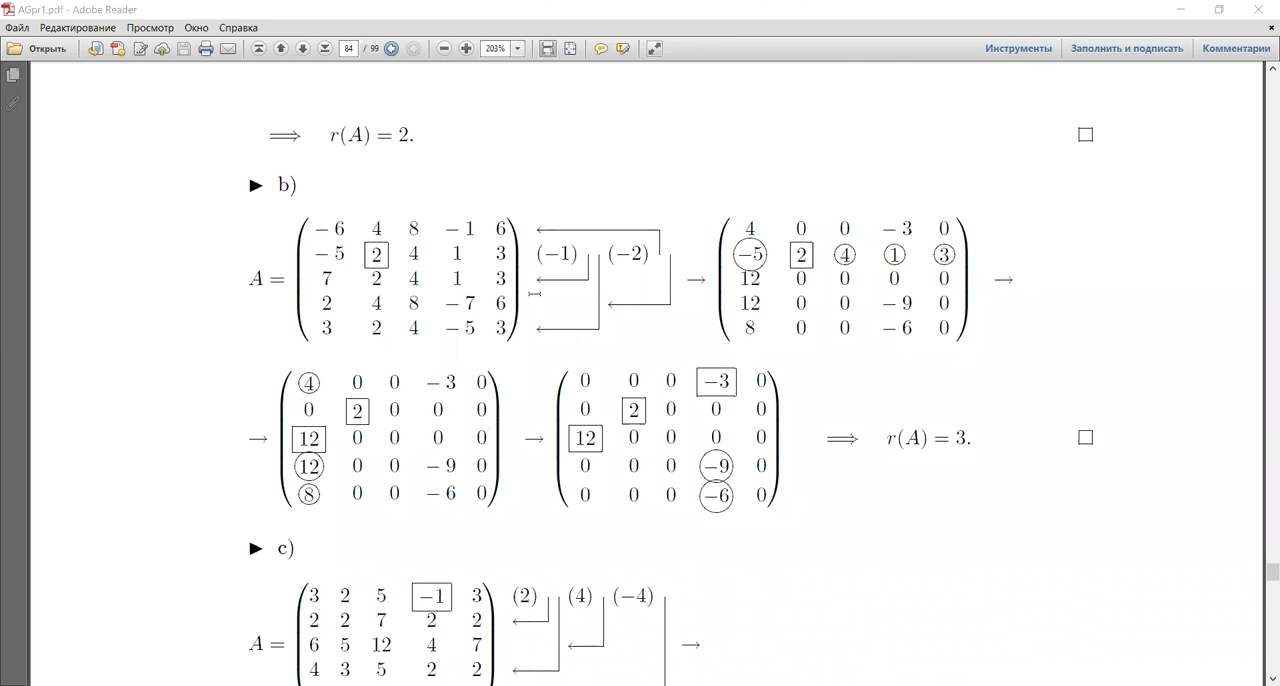 AGpr1.pdf - Adobe Reader
Файл Редактирование Просмотр Окно Справка
Открыть 84 / 99 203% Инструменты Заполнить и подписать Комментарии
⟹ r(A) = 2. □
► b)
− 6 4 8 − 1 6
− 5 2 4 1 3 (−1) (−2)
A = 7 2 4 1 3 →
2 4 8 − 7 6
3 2 4 − 5 3
4 0 0 − 3 0
−5 2 4 1 3
12 0 0 0 0 →
12 0 0 − 9 0
8 0 0 − 6 0
4 0 0 − 3 0
0 2 0 0 0
→ 12 0 0 0 0 →
12 0 0 − 9 0
8 0 0 − 6 0
0 0 0 −3 0
0 2 0 0 0
12 0 0 0 0 ⟹ r(A) = 3. □
0 0 0 −9 0
0 0 0 −6 0
► c)
3 2 5 −1 3 (2) (4) (−4)
2 2 7 2 2
A = 6 5 12 4 7 →
4 3 5 2 2